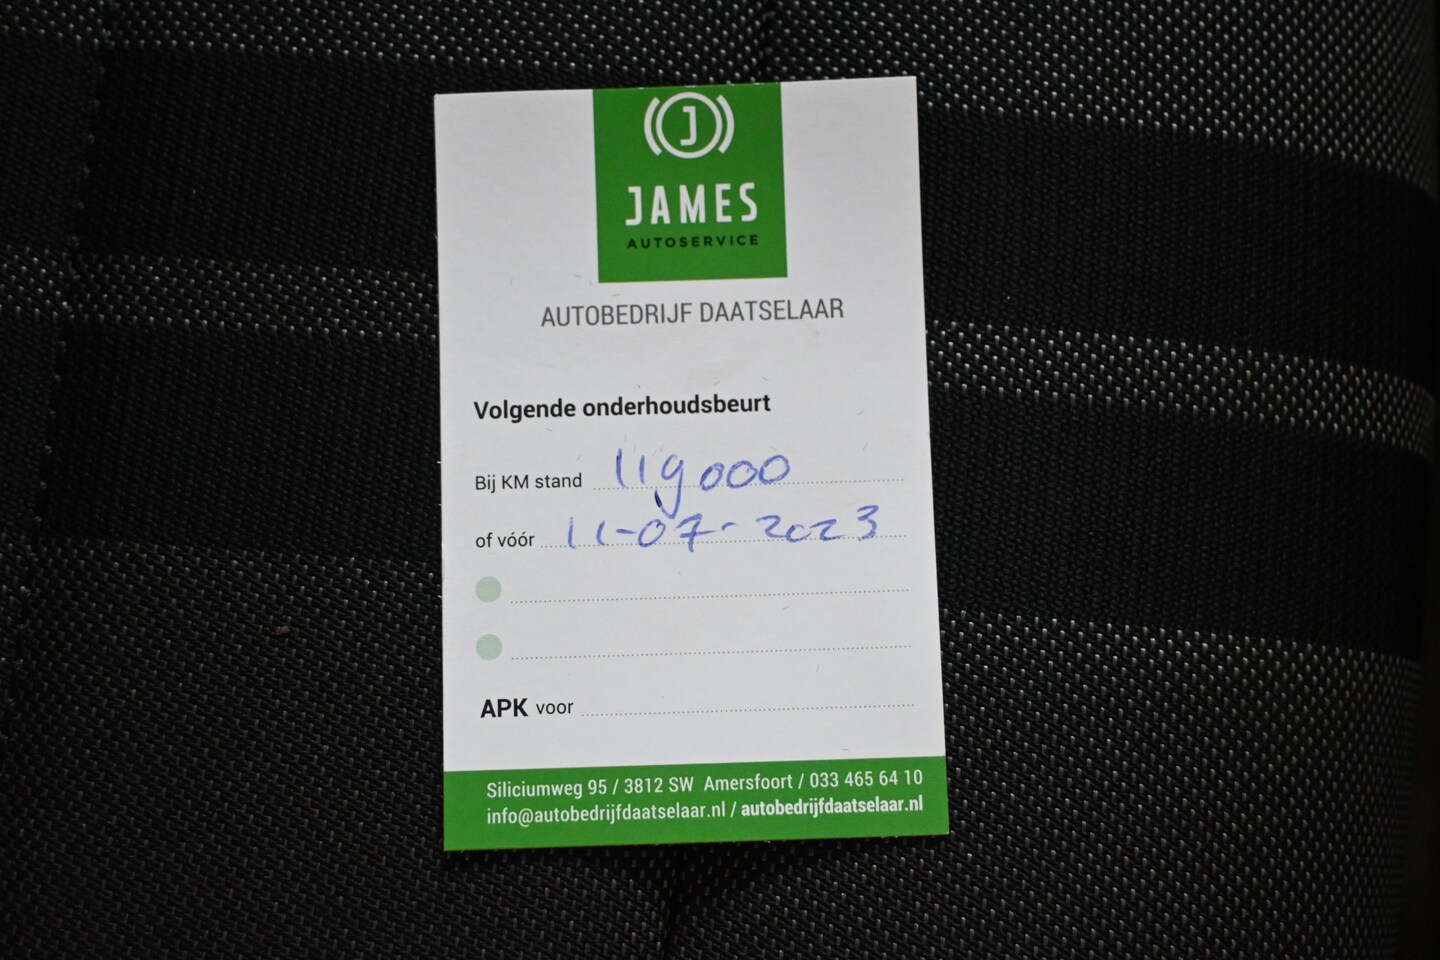 J
JAMES
AUTOSERVICE
AUTOBEDRIJF DAATSELAAR
Volgende onderhoudsbeurt
Bij KM stand 119000
of vóór 11-07-2023
APK voor
Siliciumweg 95 / 3812 SW Amersfoort / 033 465 64 10
info@autobedrijfdaatselaar.nl / autobedrijfdaatselaar.nl